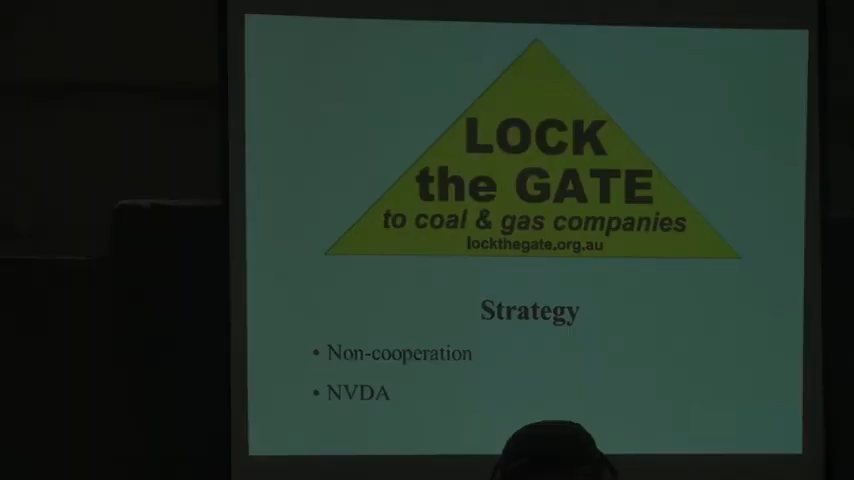 LOCK
the GATE
to coal & gas companies
lockthegate.org.au
Strategy
• Non-cooperation
• NVDA